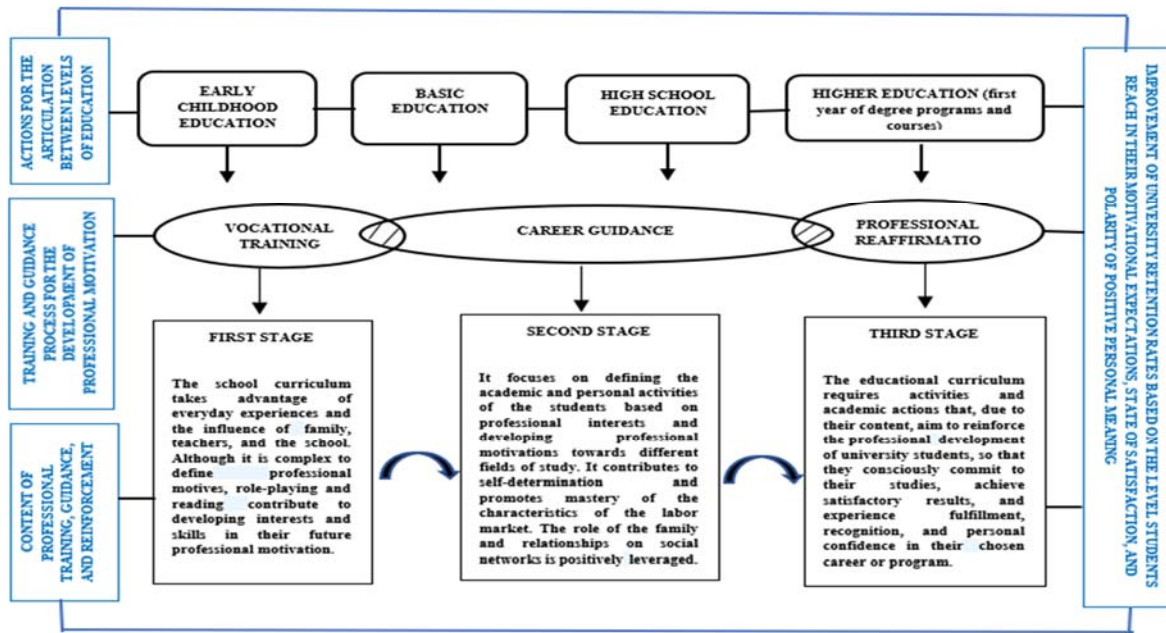 ACTIONS FOR THE
ARTICULATION
BETWEEN LEVELS
OF EDUCATION
EARLY
CHILDHOOD
EDUCATION
BASIC
EDUCATION
HIGH SCHOOL
EDUCATION
HIGHER EDUCATION (first
year of degree programs and
courses)
TRAINING AND GUIDANCE
PROCESS FOR THE
DEVELOPMENT OF
PROFESSIONAL MOTIVATION
VOCATIONAL
TRAINING
CAREER GUIDANCE
PROFESSIONAL
REAFFIRMATIO
CONTENT OF
PROFESSIONAL
TRAINING, GUIDANCE,
AND REINFORCEMENT
FIRST STAGE
The school curriculum
takes advantage of
everyday experiences and
the influence of family,
teachers, and the school.
Although it is complex to
define professional
motives, role-playing and
reading contribute to
developing interests and
skills in their future
professional motivation.
SECOND STAGE
It focuses on defining the
academic and personal activities
of the students based on
professional interests and
developing professional
motivations towards different
fields of study. It contributes to
self-determination and
promotes mastery of the
characteristics of the labor
market. The role of the family
and relationships on social
networks is positively leveraged.
THIRD STAGE
The educational curriculum
requires activities and
academic actions that, due to
their content, aim to reinforce
the professional development
of university students, so that
they consciously commit to
their studies, achieve
satisfactory results, and
experience fulfillment,
recognition, and personal
confidence in their chosen
career or program.
IMPROVEMENT OF UNIVERSITY RETENTION RATES BASED ON THE LEVEL STUDENTS
REACH IN THEIR MOTIVATIONAL EXPECTATIONS, STATE OF SATISFACTION, AND
POLARITY OF POSITIVE PERSONAL MEANING